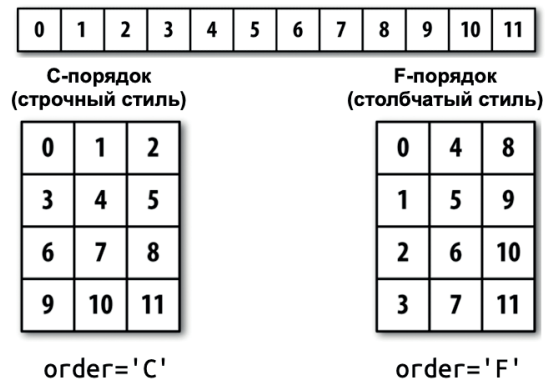 0 1 2 3 4 5 6 7 8 9 10 11
C-порядок
(строчный стиль)
F-порядок
(столбчатый стиль)
0 1 2
3 4 5
6 7 8
9 10 11
0 4 8
1 5 9
2 6 10
3 7 11
order='C'
order='F'